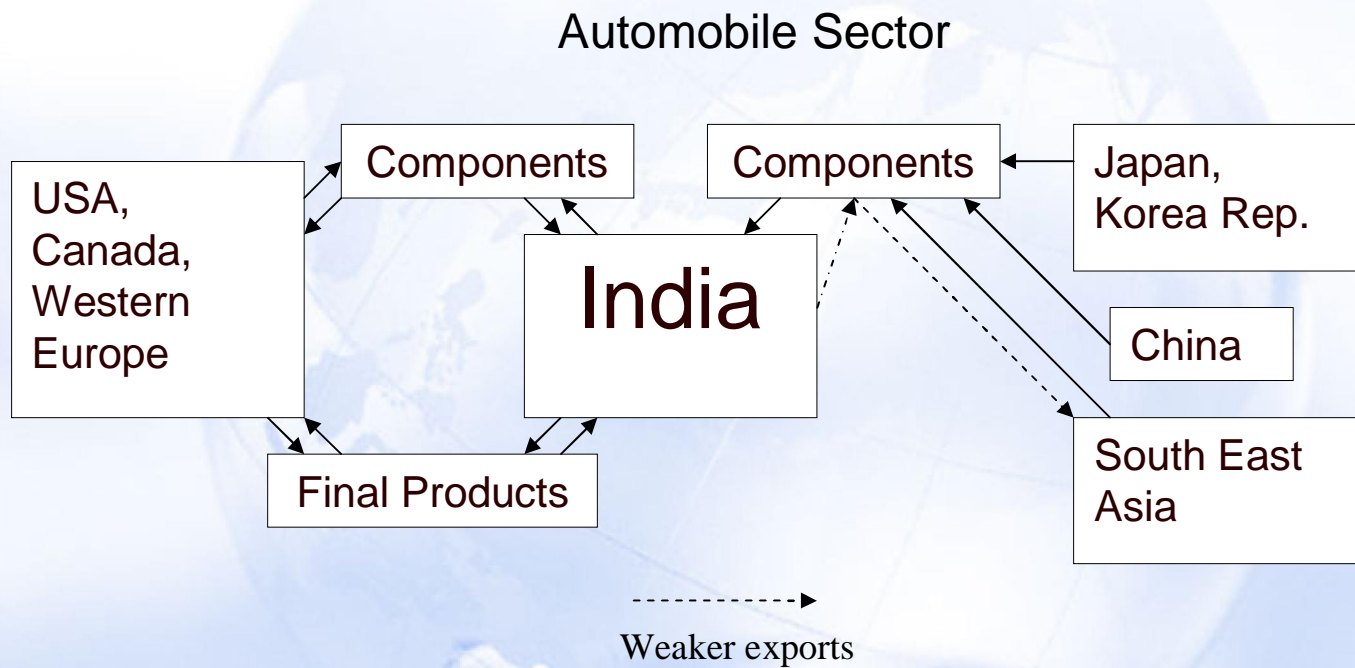 Automobile Sector
Components
Components
USA,
Canada,
Western
Europe
India
Japan,
Korea Rep.
China
Final Products
South East
Asia
Weaker exports